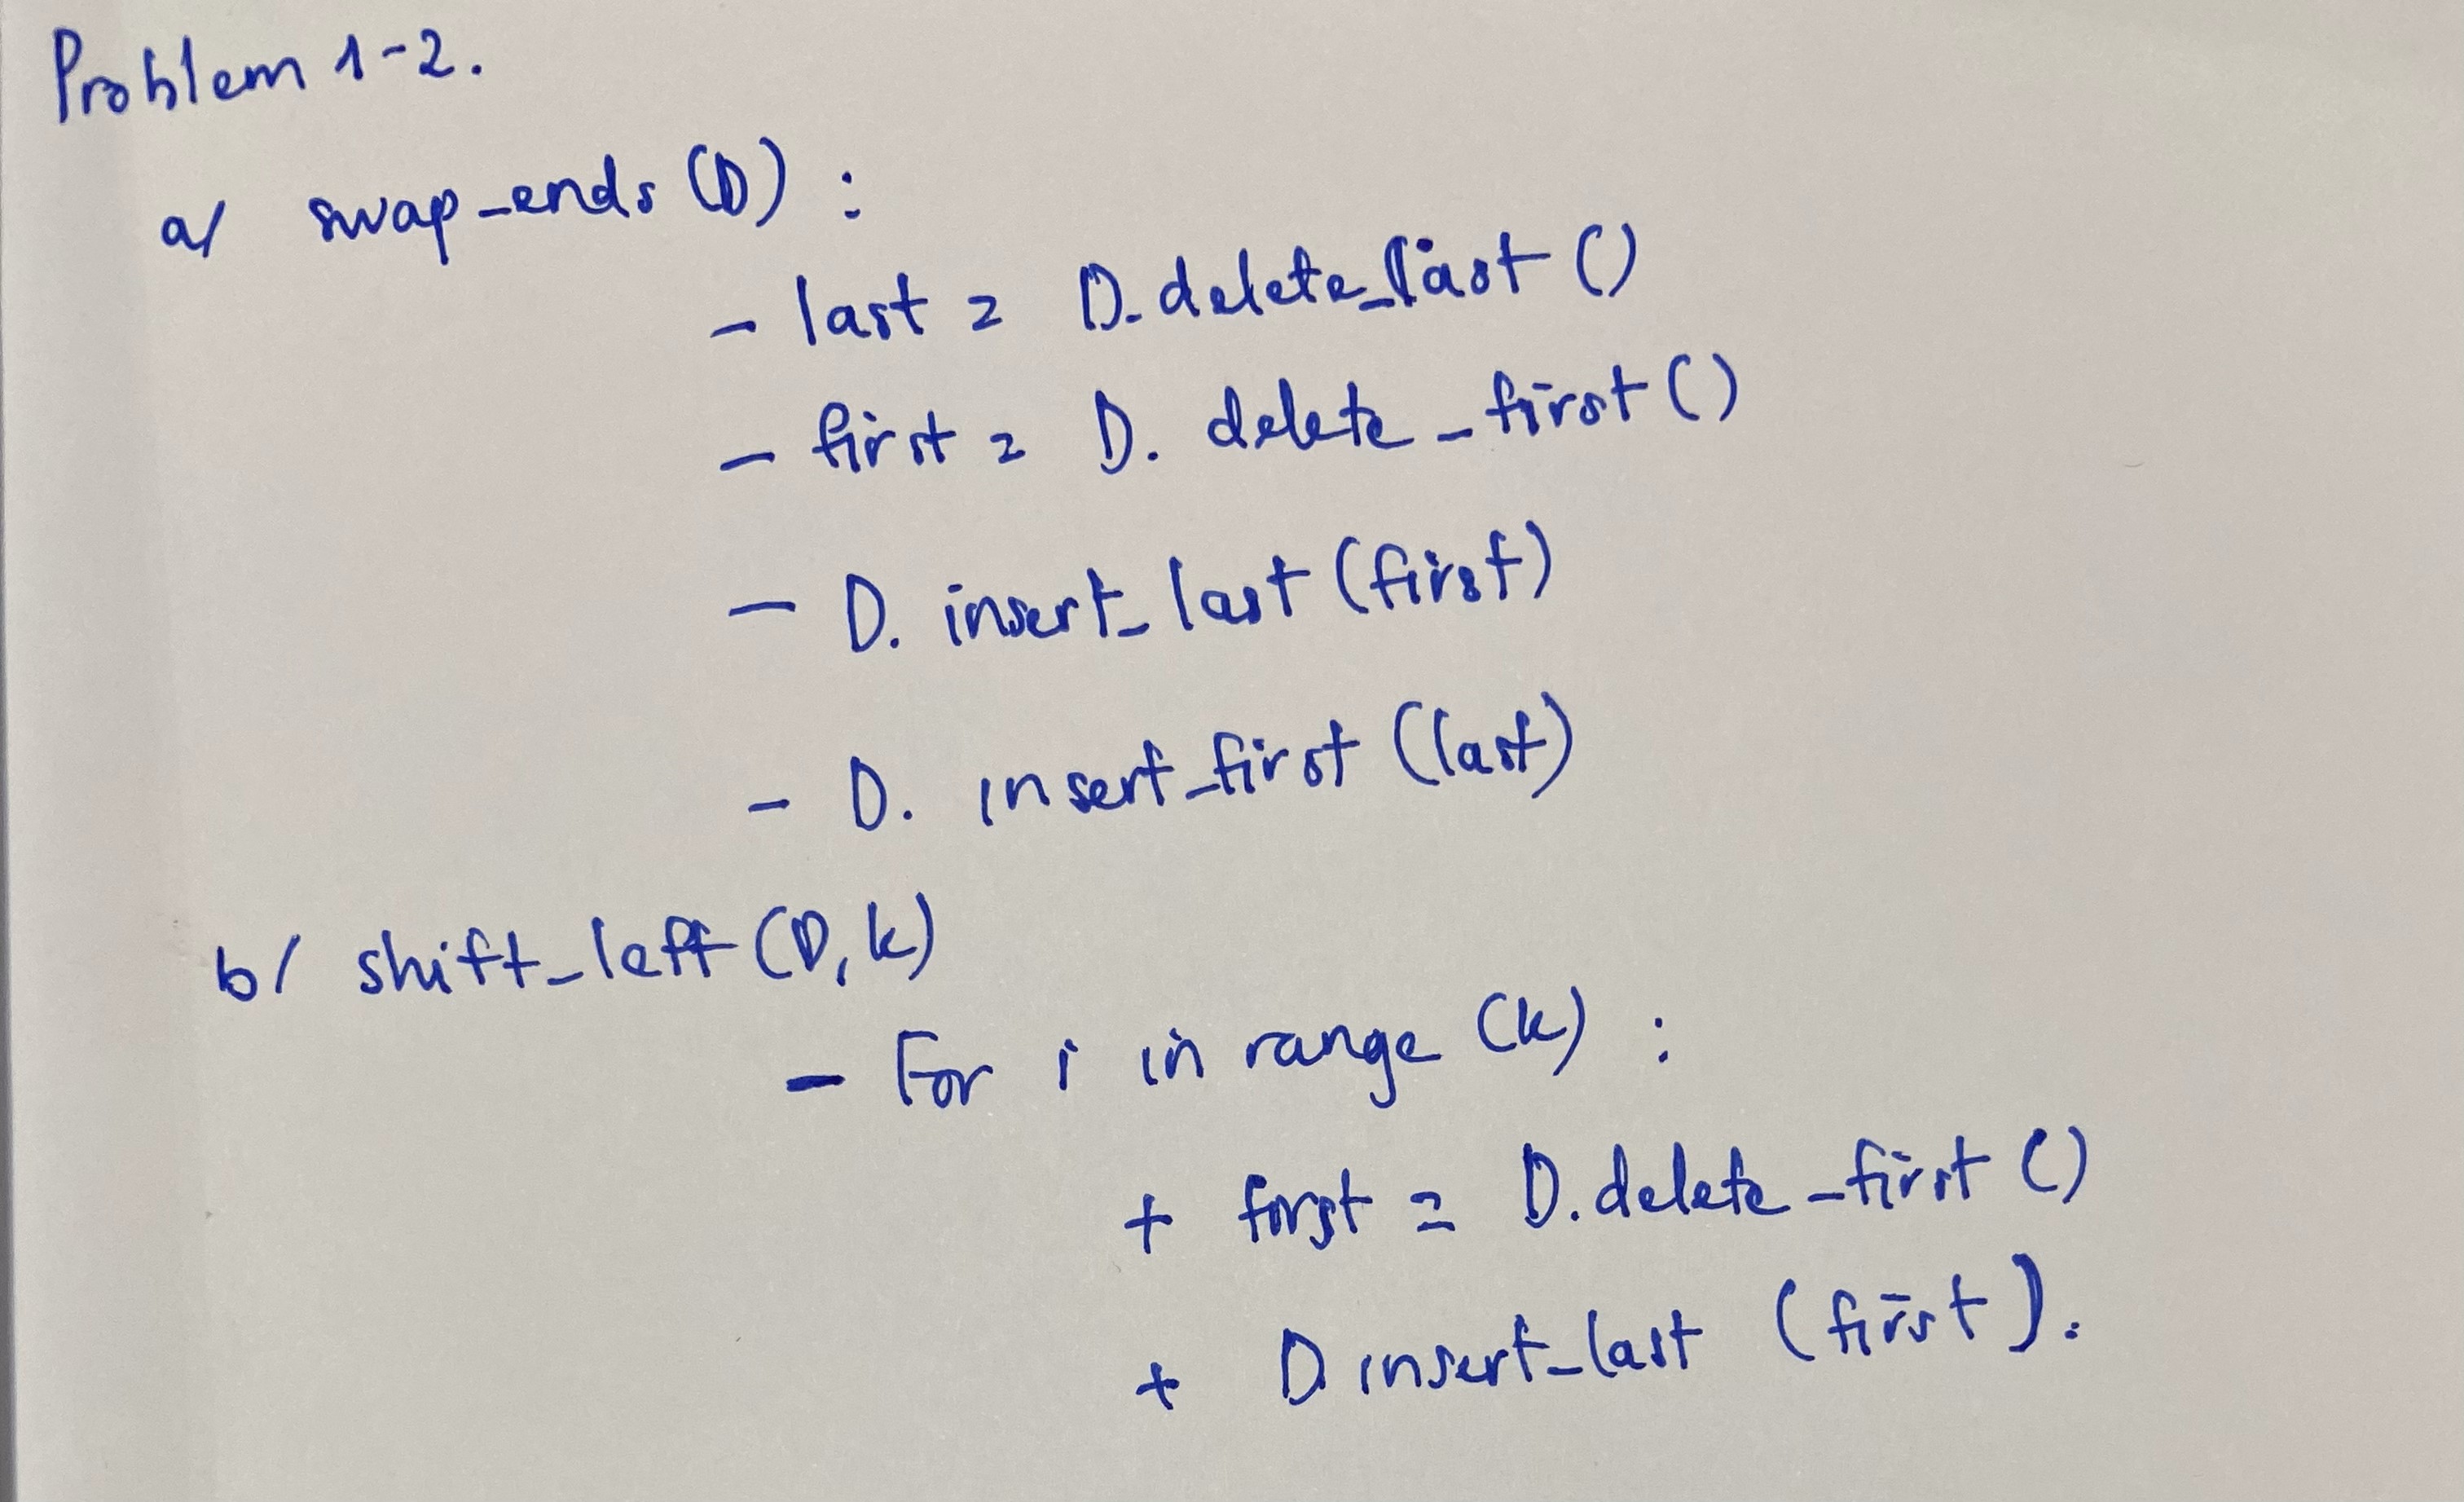 Problem 1-2.
a/ swap_ends (D) :
- last = D.delete_last ()
- first = D. delete_first ()
- D. insert_last (first)
- D. insert_first (last)
b/ shift_left (D, k)
- For i in range (k) :
+ first = D.delete_first ()
+ D insert_last (first).